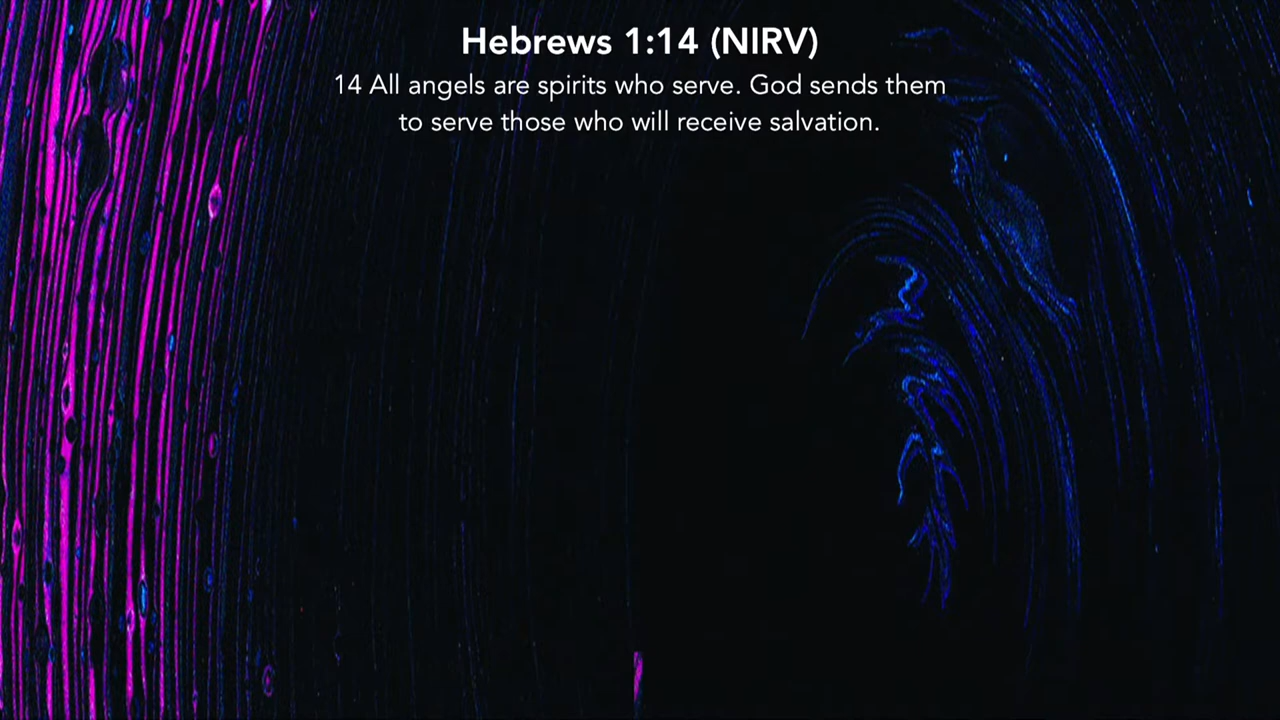 Hebrews 1:14 (NIRV)
14 All angels are spirits who serve. God sends them
to serve those who will receive salvation.